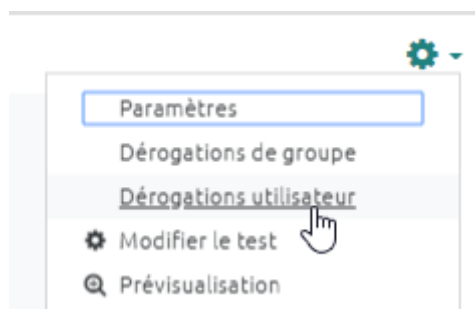 Paramètres
Dérogations de groupe
Dérogations utilisateur
Modifier le test
Prévisualisation